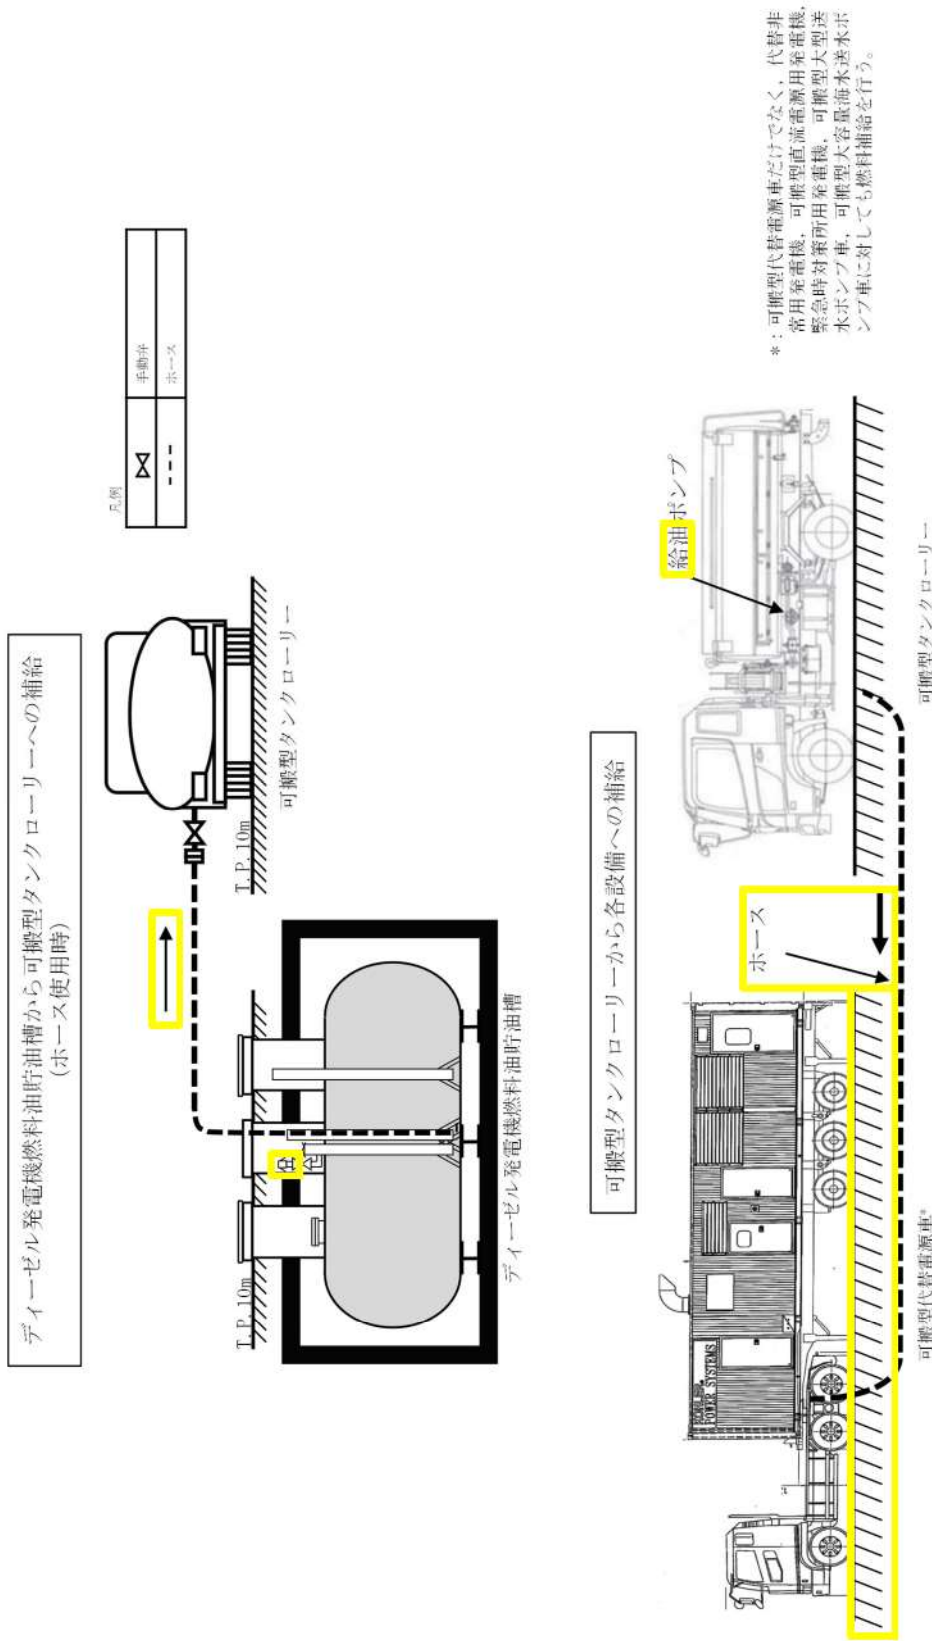 ディーゼル発電機燃料油貯油槽から可搬型タンクローリーへの補給
(ホース使用時)
凡例
手動弁
ホース
T.P.10m
T.P.10m
可搬型タンクローリー
ディーゼル発電機燃料油貯油槽
可搬型タンクローリーから各設備への補給
ホース
給油ポンプ
KOHLER
POWER SYSTEMS
可搬型代替電源車*
可搬型タンクローリー
*：可搬型代替電源車だけでなく，代替非
常用発電機，可搬型直流電源用発電機，
緊急時対策所用発電機，可搬型大型送
水ポンプ車，可搬型大容量海水送水ポ
ンプ車に対しても燃料補給を行う。